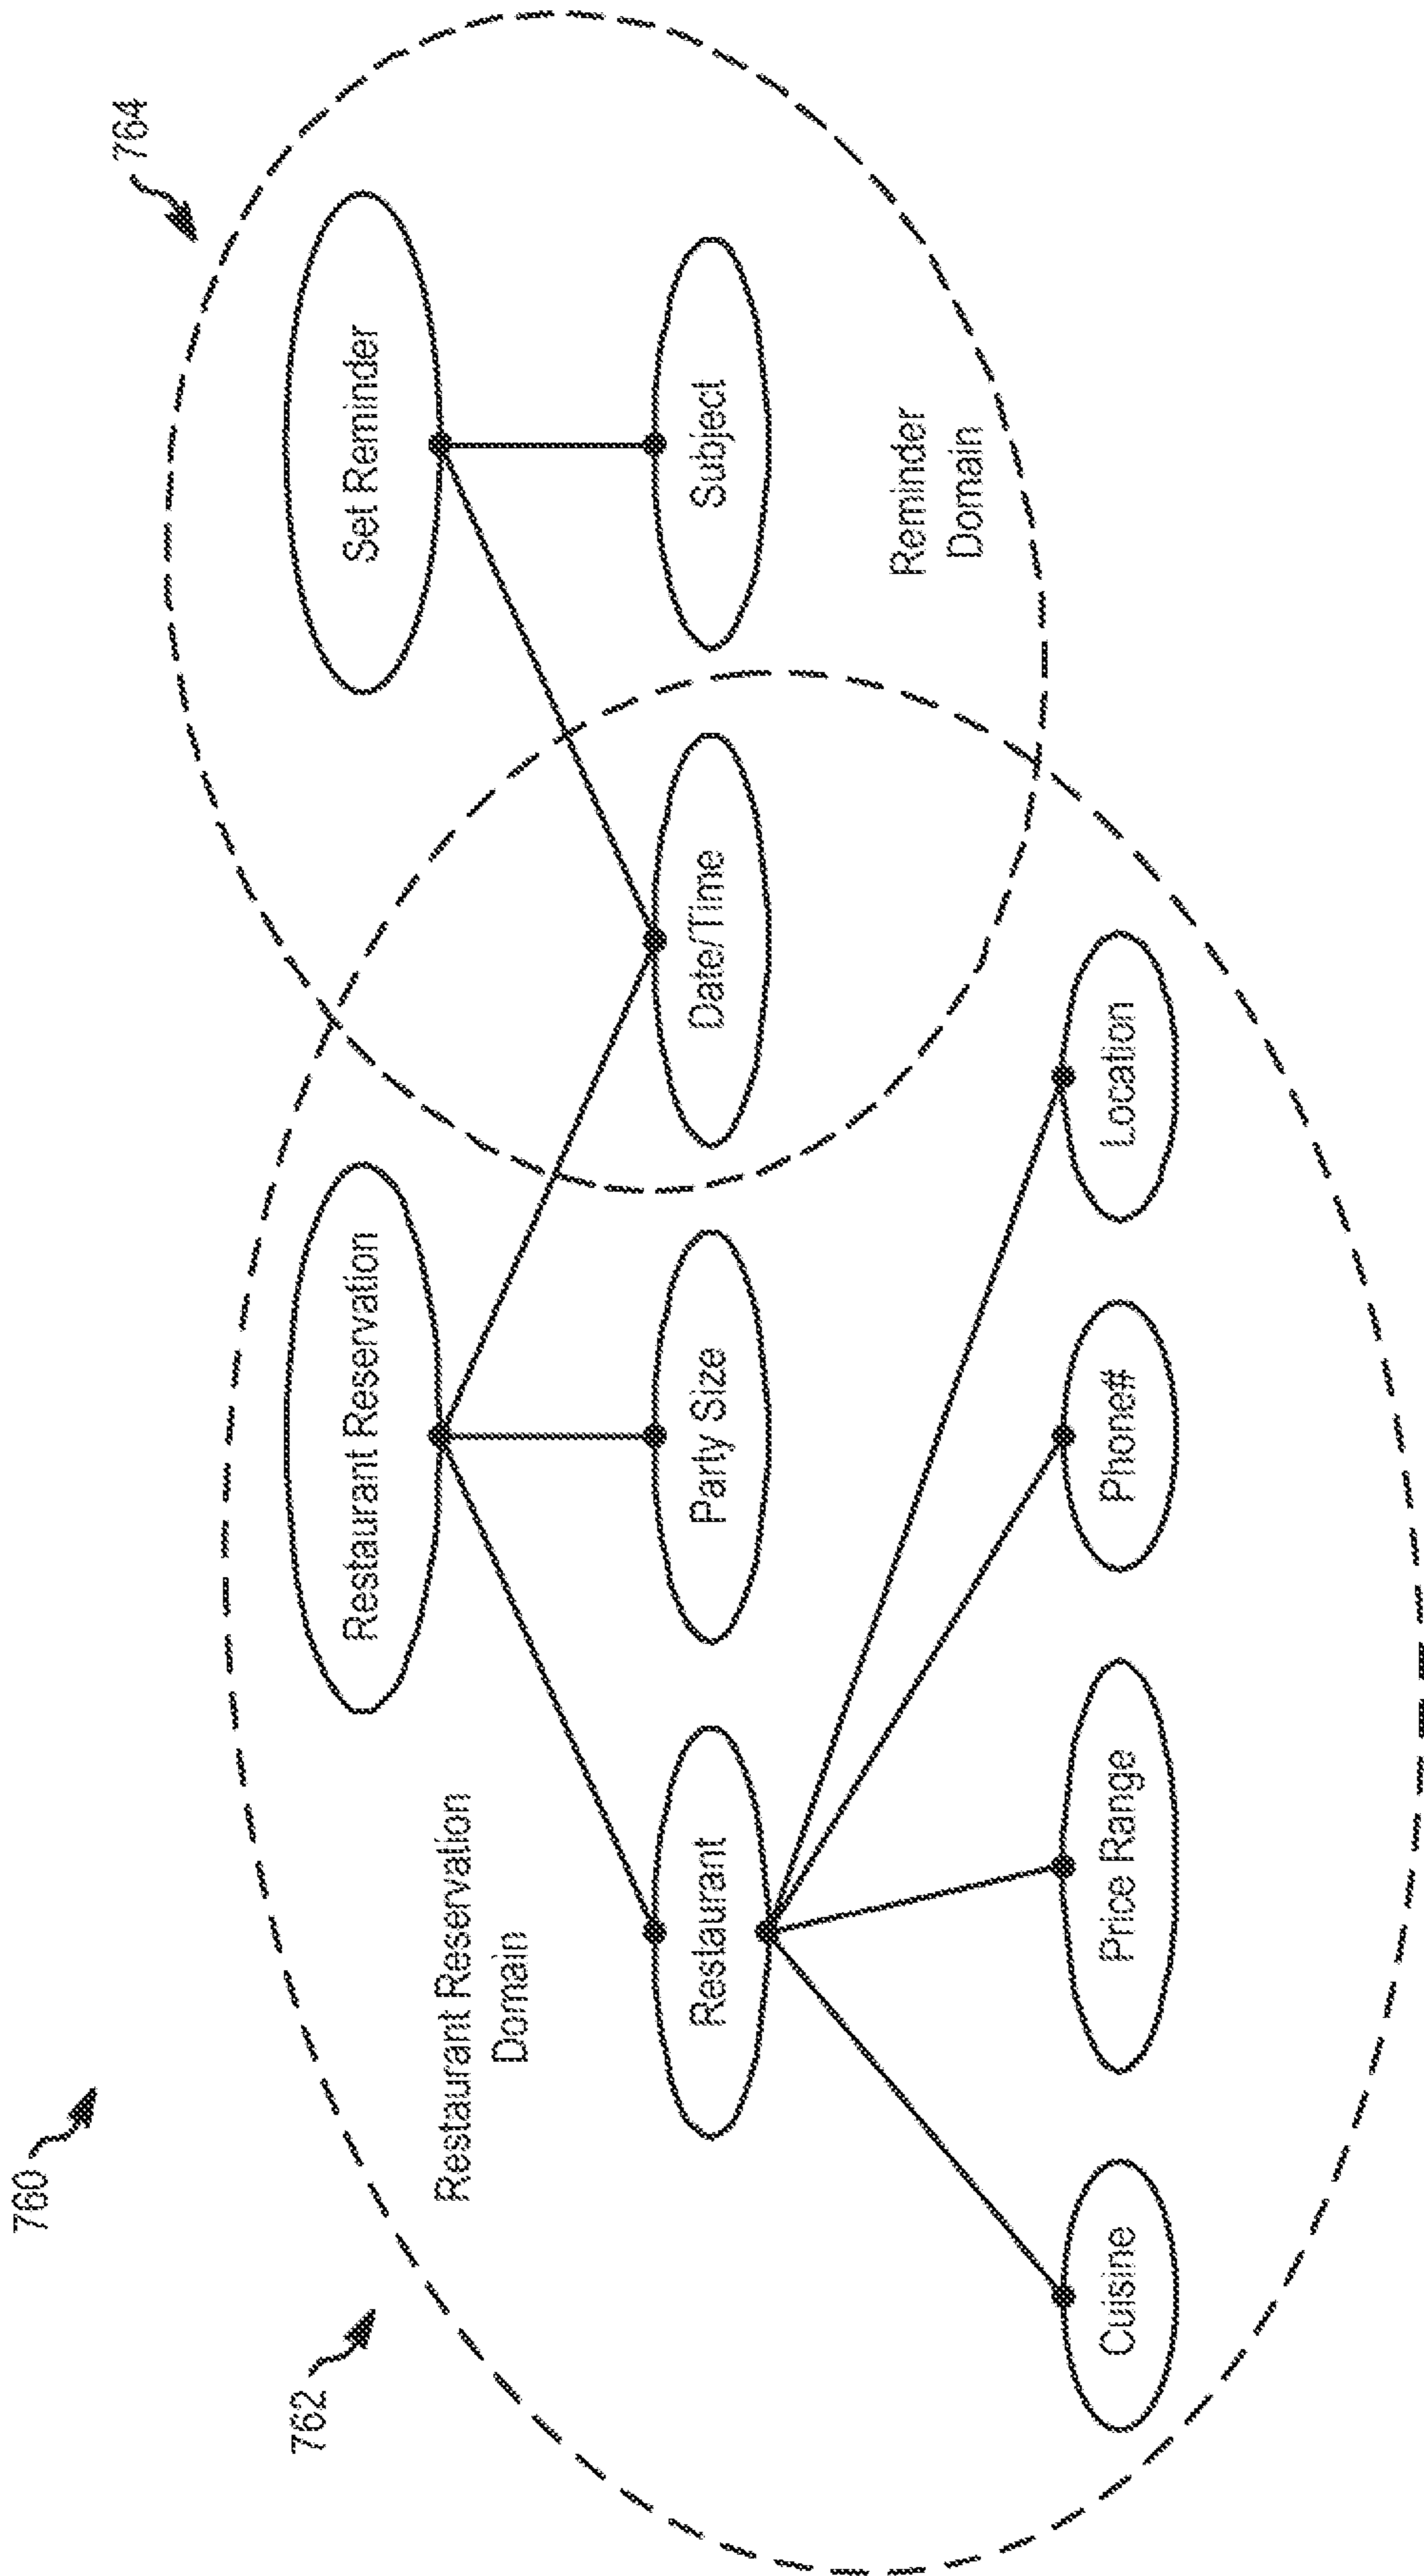 760
762
764
Restaurant Reservation
Set Reminder
Restaurant Reservation
Domain
Restaurant
Party Size
Date/Time
Subject
Reminder
Domain
Cuisine
Price Range
Phone#
Location